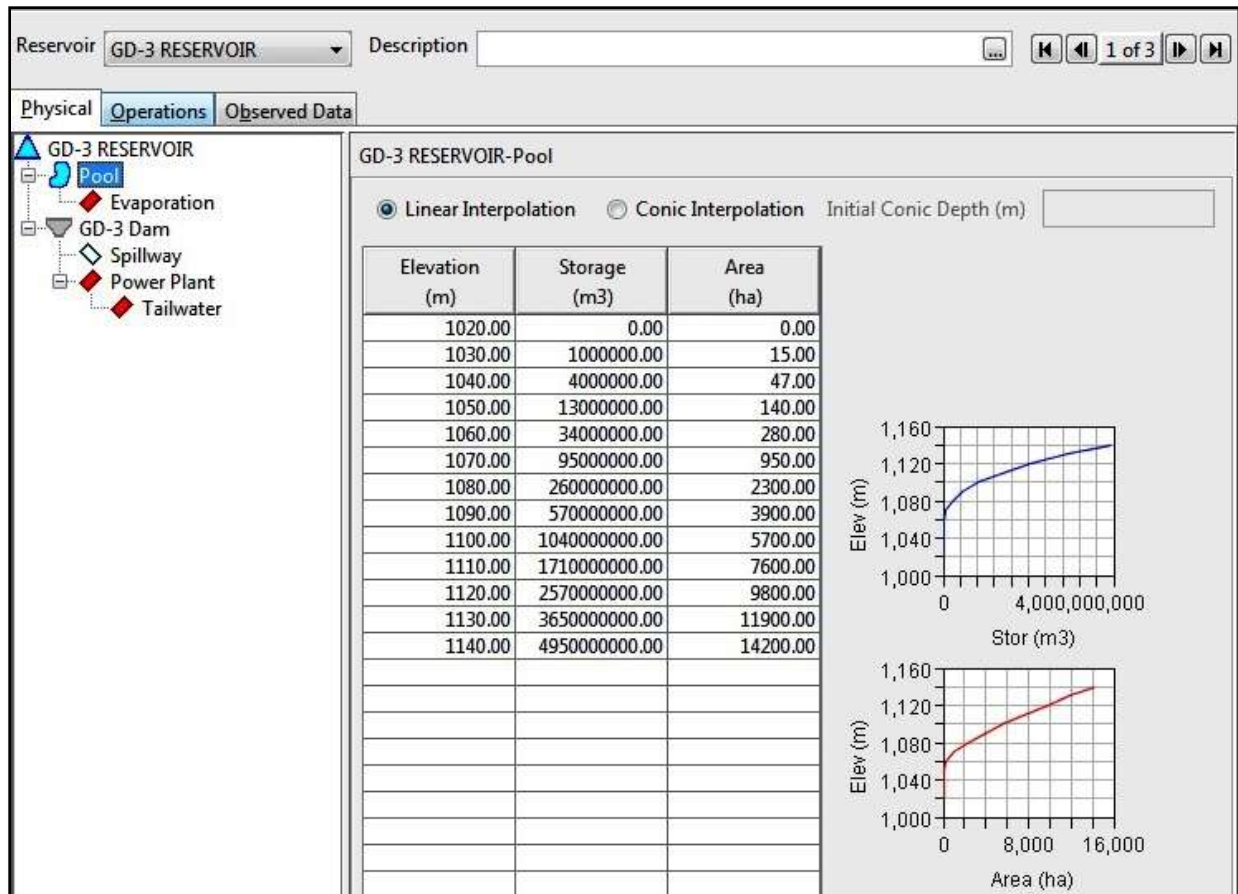 Reservoir GD-3 RESERVOIR Description ... 1 of 3
Physical Operations Observed Data
GD-3 RESERVOIR
Pool
Evaporation
GD-3 Dam
Spillway
Power Plant
Tailwater
GD-3 RESERVOIR-Pool
Linear Interpolation Conic Interpolation Initial Conic Depth (m)
Elevation Storage Area
(m) (m3) (ha)
1020.00 0.00 0.00
1030.00 1000000.00 15.00
1040.00 4000000.00 47.00
1050.00 13000000.00 140.00
1060.00 34000000.00 280.00
1070.00 95000000.00 950.00
1080.00 260000000.00 2300.00
1090.00 570000000.00 3900.00
1100.00 1040000000.00 5700.00
1110.00 1710000000.00 7600.00
1120.00 2570000000.00 9800.00
1130.00 3650000000.00 11900.00
1140.00 4950000000.00 14200.00
1,160
1,120
1,080
1,040
1,000
Elev (m)
0 4,000,000,000
Stor (m3)
1,160
1,120
1,080
1,040
1,000
Elev (m)
0 8,000 16,000
Area (ha)